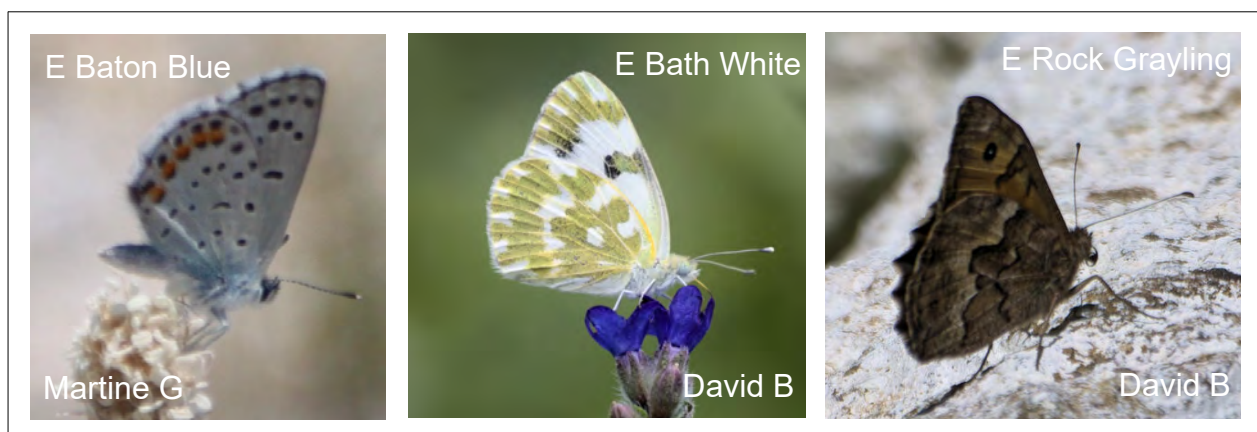 E Baton Blue
Martine G
E Bath White
David B
E Rock Grayling
David B